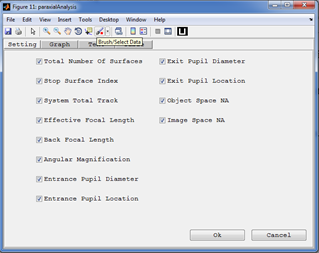 Figure 11: paraxialAnalysis
File Edit View Insert Tools Desktop Window Help
Brush/Select Data
Setting Graph
Total Number Of Surfaces
Stop Surface Index
System Total Track
Effective Focal Length
Back Focal Length
Angular Magnification
Entrance Pupil Diameter
Entrance Pupil Location
Exit Pupil Diameter
Exit Pupil Location
Object Space NA
Image Space NA
Ok Cancel